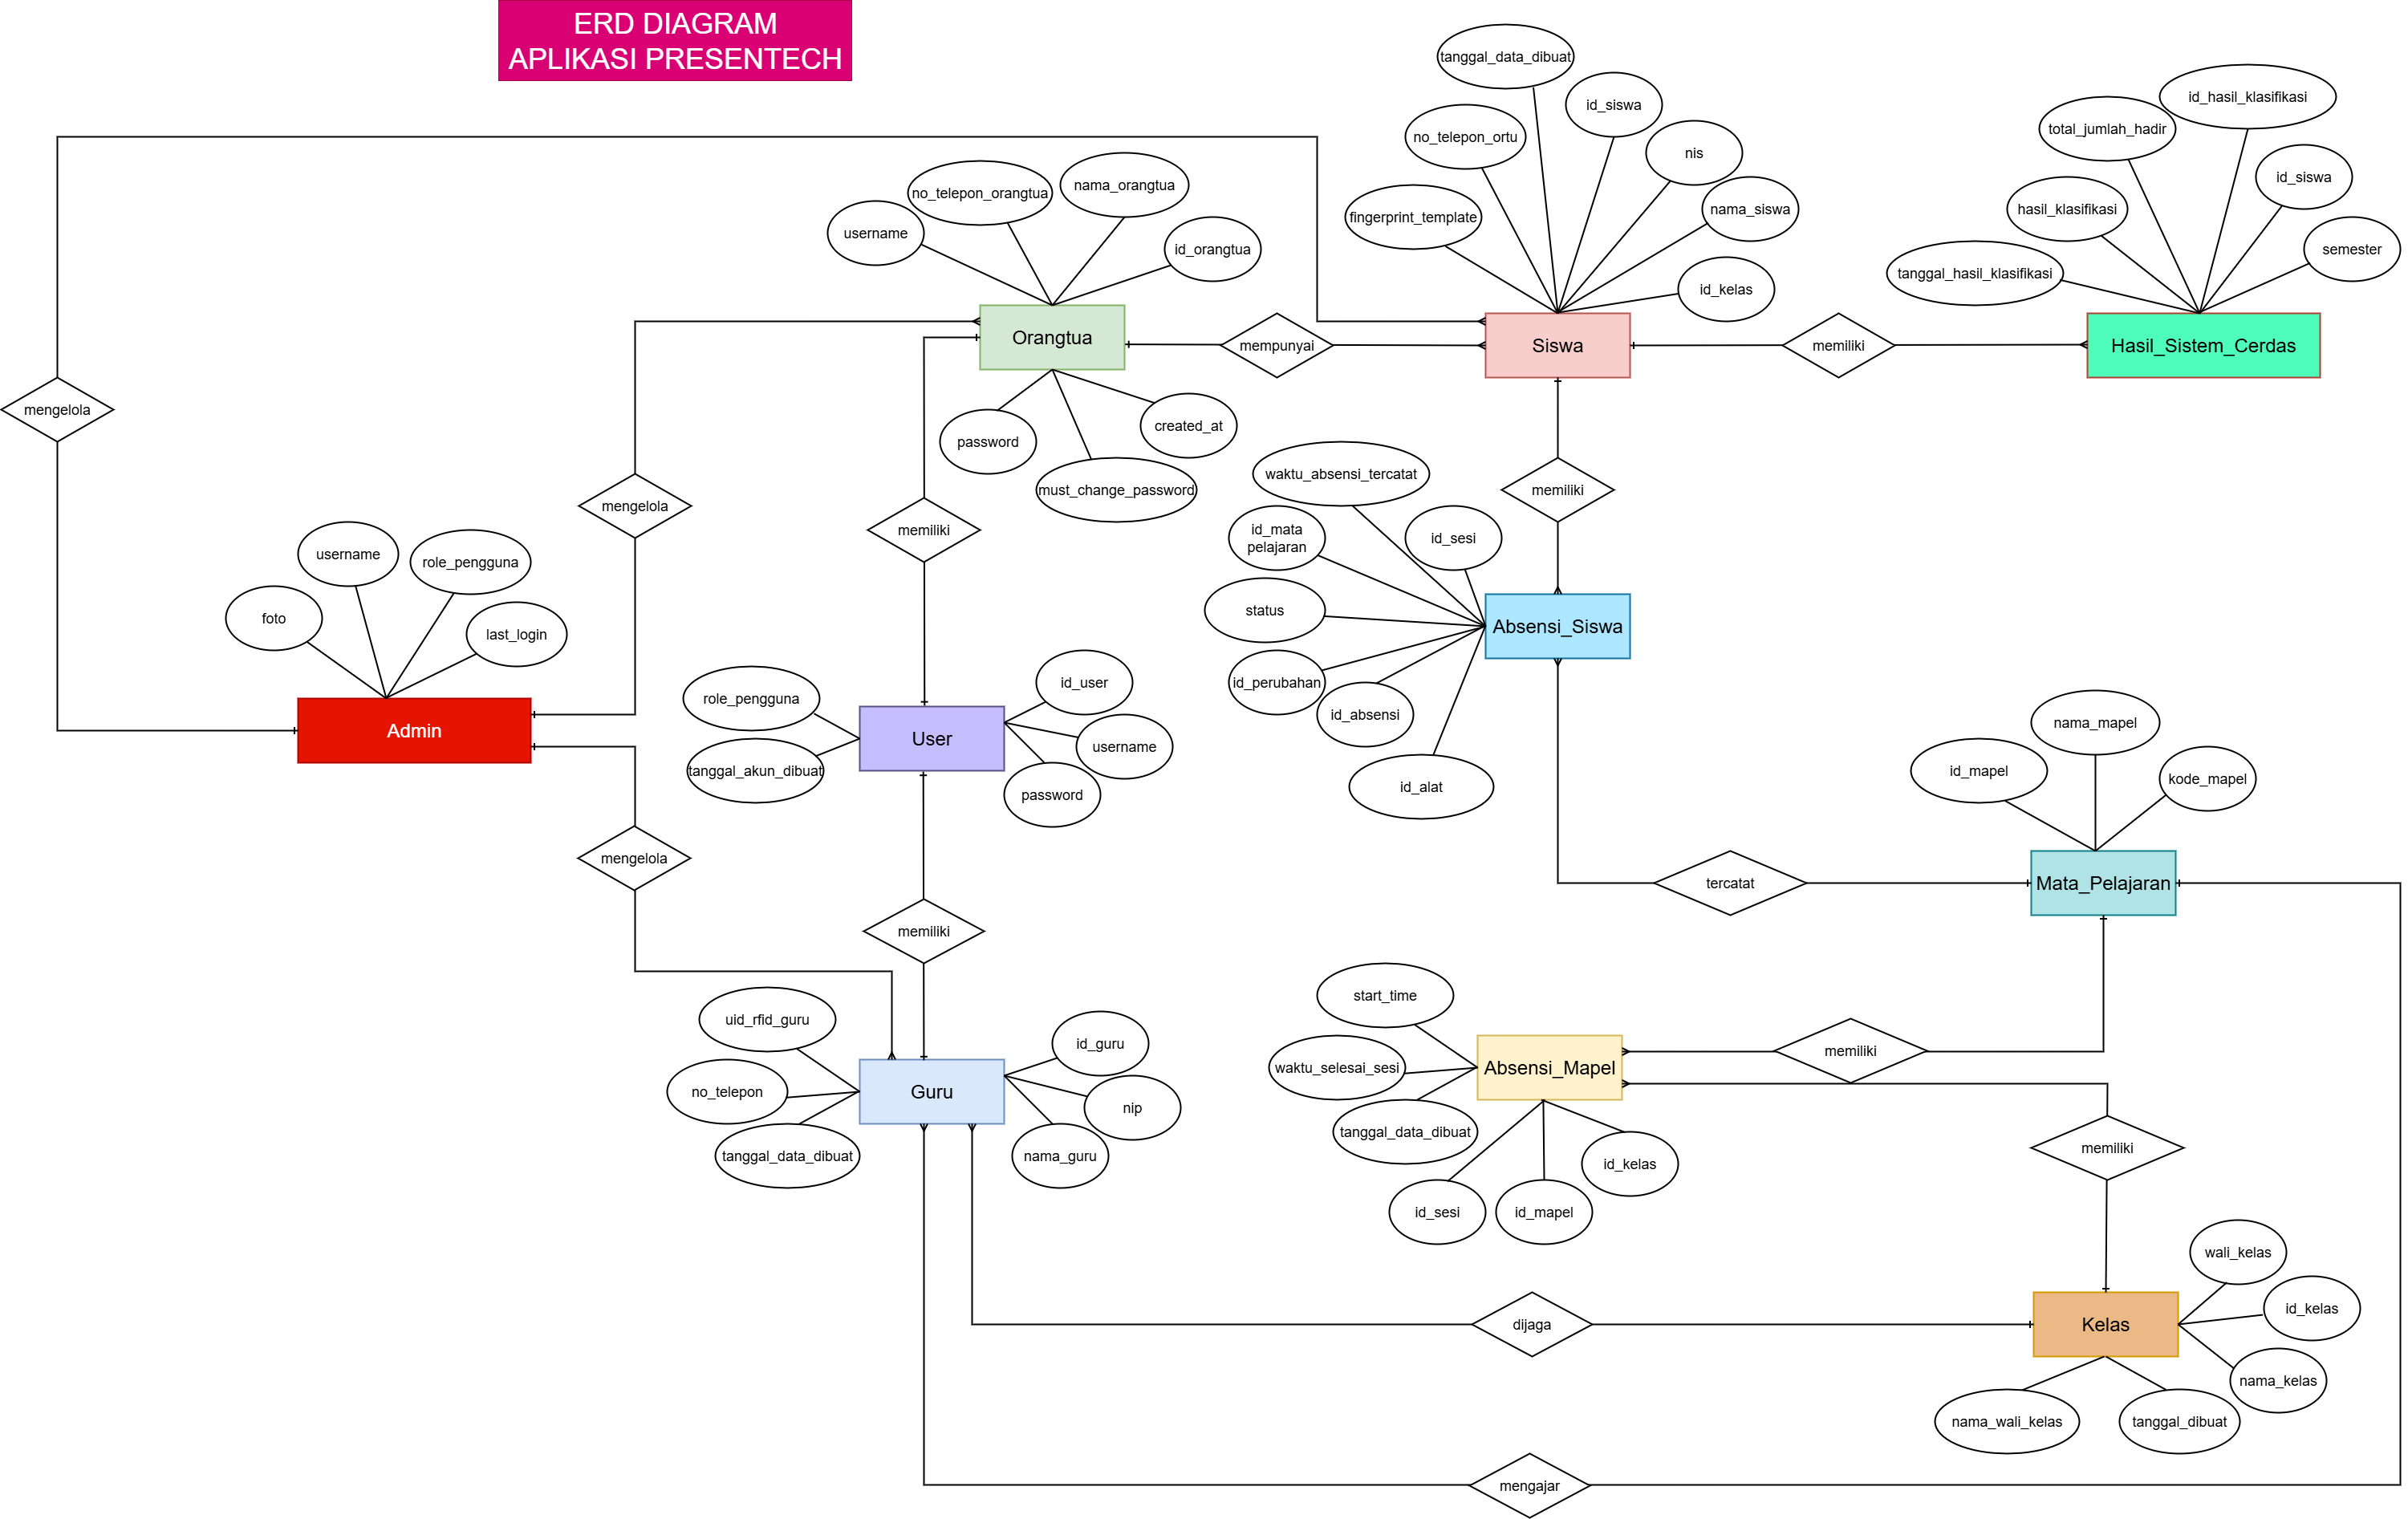 ERD DIAGRAM
APLIKASI PRESENTECH
tanggal_data_dibuat
id_siswa
no_telepon_ortu
nis
fingerprint_template
nama_siswa
id_kelas
id_hasil_klasifikasi
total_jumlah_hadir
id_siswa
hasil_klasifikasi
semester
tanggal_hasil_klasifikasi
nama_orangtua
no_telepon_orangtua
username
id_orangtua
Orangtua
mempunyai
Siswa
memiliki
Hasil_Sistem_Cerdas
mengelola
password
created_at
must_change_password
mengelola
memiliki
memiliki
waktu_absensi_tercatat
id_mata
pelajaran
id_sesi
status
Absensi_Siswa
id_perubahan
id_absensi
id_alat
username
role_pengguna
foto
last_login
Admin
role_pengguna
id_user
User
username
tanggal_akun_dibuat
password
nama_mapel
id_mapel
kode_mapel
mengelola
tercatat
Mata_Pelajaran
memiliki
start_time
uid_rfid_guru
id_guru
waktu_selesai_sesi
Absensi_Mapel
memiliki
no_telepon
Guru
nip
tanggal_data_dibuat
tanggal_data_dibuat
nama_guru
id_kelas
memiliki
id_sesi
id_mapel
wali_kelas
id_kelas
dijaga
Kelas
nama_kelas
nama_wali_kelas
tanggal_dibuat
mengajar